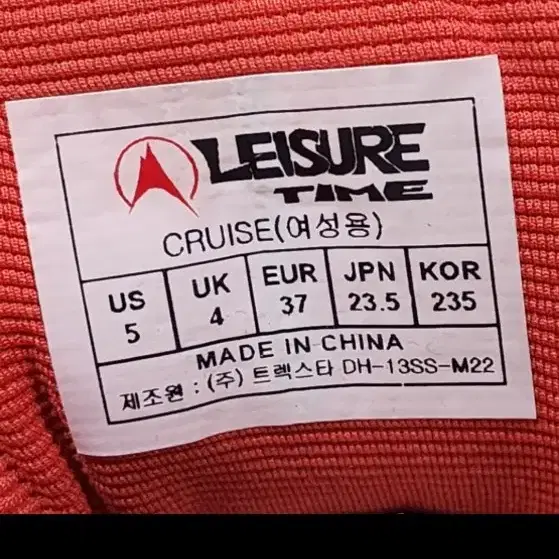 LEISURE
TIME
CRUISE(여성용)
US UK EUR JPN KOR
5 4 37 23.5 235
MADE IN CHINA
제조원 : (주) 트렉스타 DH-13SS-M22